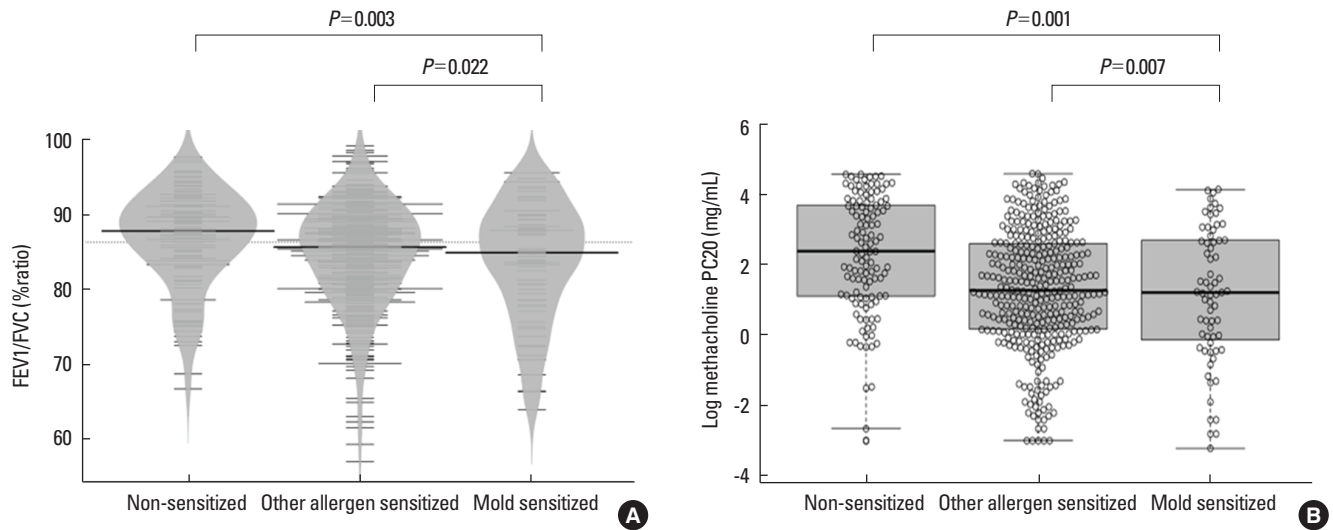 P=0.003
P=0.022
FEV1/FVC (%ratio)
100
90
80
70
60
Non-sensitized Other allergen sensitized Mold sensitized
A
P=0.001
P=0.007
Log methacholine PC20 (mg/mL)
6
4
2
0
-2
-4
Non-sensitized Other allergen sensitized Mold sensitized
B